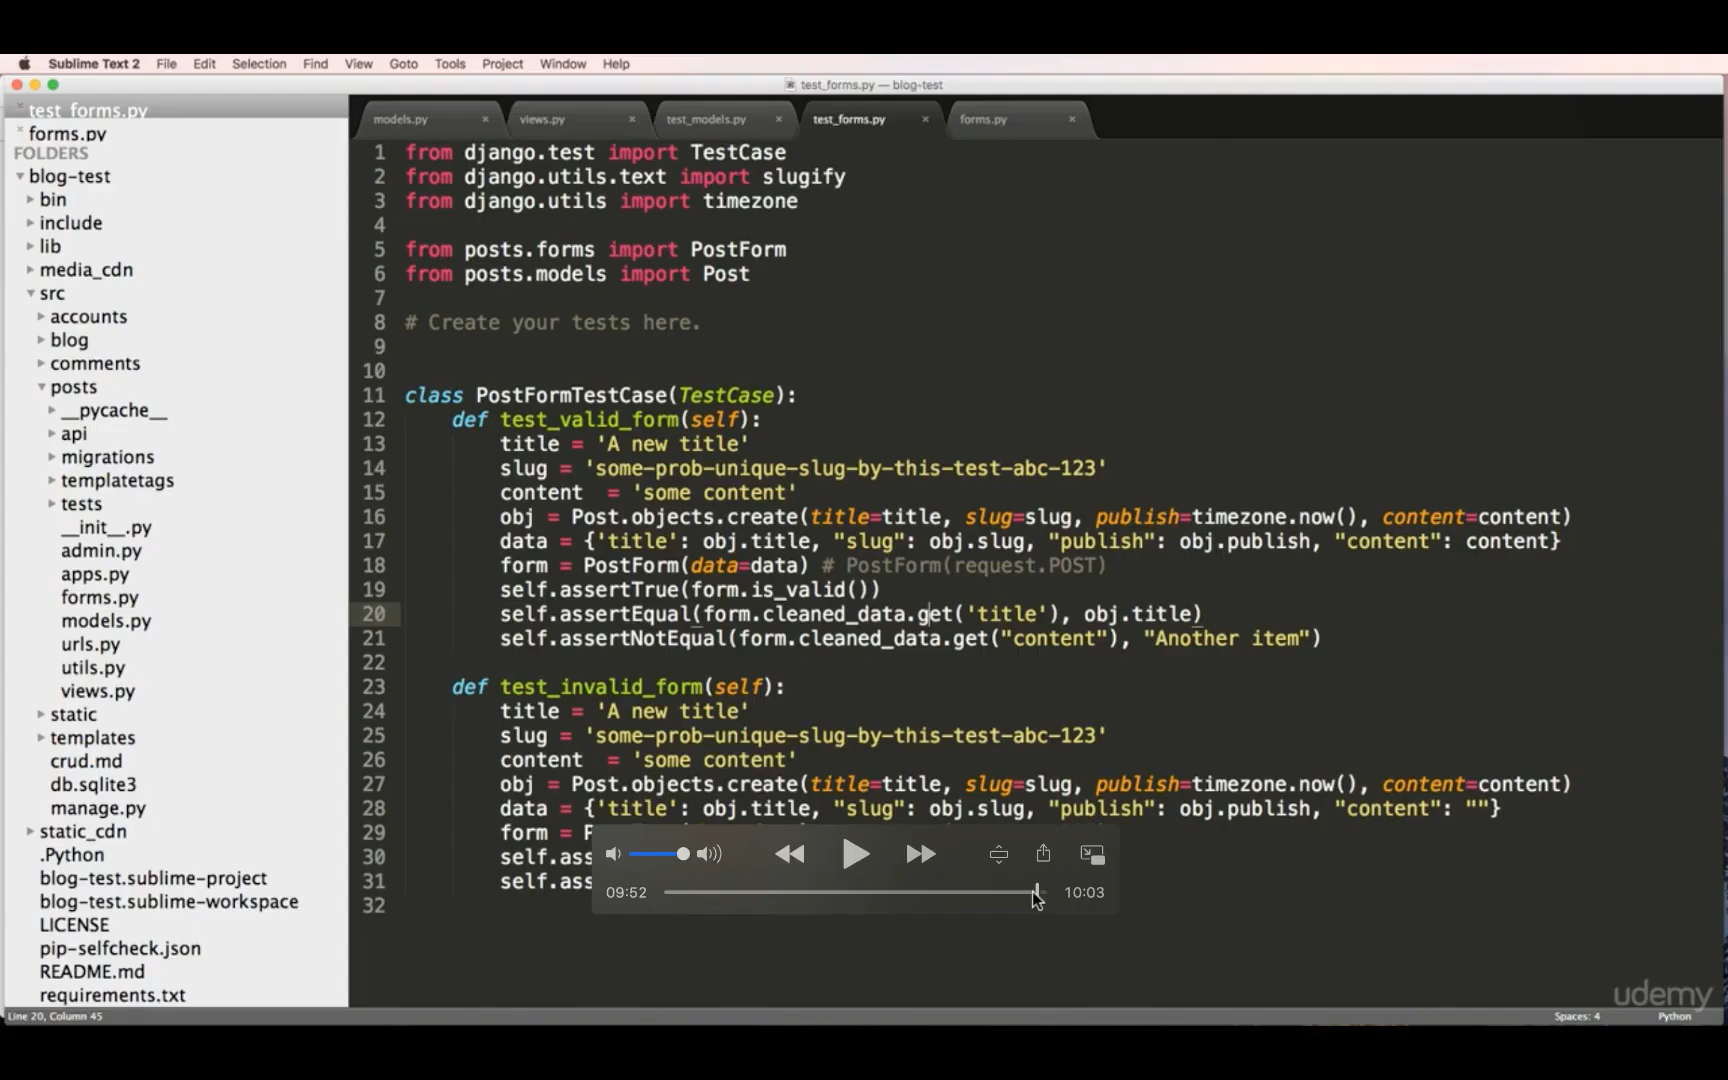 Sublime Text 2 File Edit Selection Find View Goto Tools Project Window Help
test_forms.py — blog-test
test_forms.py
forms.py
FOLDERS
blog-test
bin
include
lib
media_cdn
src
accounts
blog
comments
posts
__pycache__
api
migrations
templatetags
tests
__init__.py
admin.py
apps.py
forms.py
models.py
urls.py
utils.py
views.py
static
templates
crud.md
db.sqlite3
manage.py
static_cdn
.Python
blog-test.sublime-project
blog-test.sublime-workspace
LICENSE
pip-selfcheck.json
README.md
requirements.txt
models.py × views.py × test_models.py × test_forms.py × forms.py ×
1 from django.test import TestCase
2 from django.utils.text import slugify
3 from django.utils import timezone
4
5 from posts.forms import PostForm
6 from posts.models import Post
7
8 # Create your tests here.
9
10
11 class PostFormTestCase(TestCase):
12 def test_valid_form(self):
13 title = 'A new title'
14 slug = 'some-prob-unique-slug-by-this-test-abc-123'
15 content  = 'some content'
16 obj = Post.objects.create(title=title, slug=slug, publish=timezone.now(), content=content)
17 data = {'title': obj.title, "slug": obj.slug, "publish": obj.publish, "content": content}
18 form = PostForm(data=data) # PostForm(request.POST)
19 self.assertTrue(form.is_valid())
20 self.assertEqual(form.cleaned_data.get('title'), obj.title)
21 self.assertNotEqual(form.cleaned_data.get("content"), "Another item")
22
23 def test_invalid_form(self):
24 title = 'A new title'
25 slug = 'some-prob-unique-slug-by-this-test-abc-123'
26 content  = 'some content'
27 obj = Post.objects.create(title=title, slug=slug, publish=timezone.now(), content=content)
28 data = {'title': obj.title, "slug": obj.slug, "publish": obj.publish, "content": ""}
29 form = P
30 self.ass
31 self.ass
32
09:52 10:03
udemy
Line 20, Column 45 Spaces: 4 Python